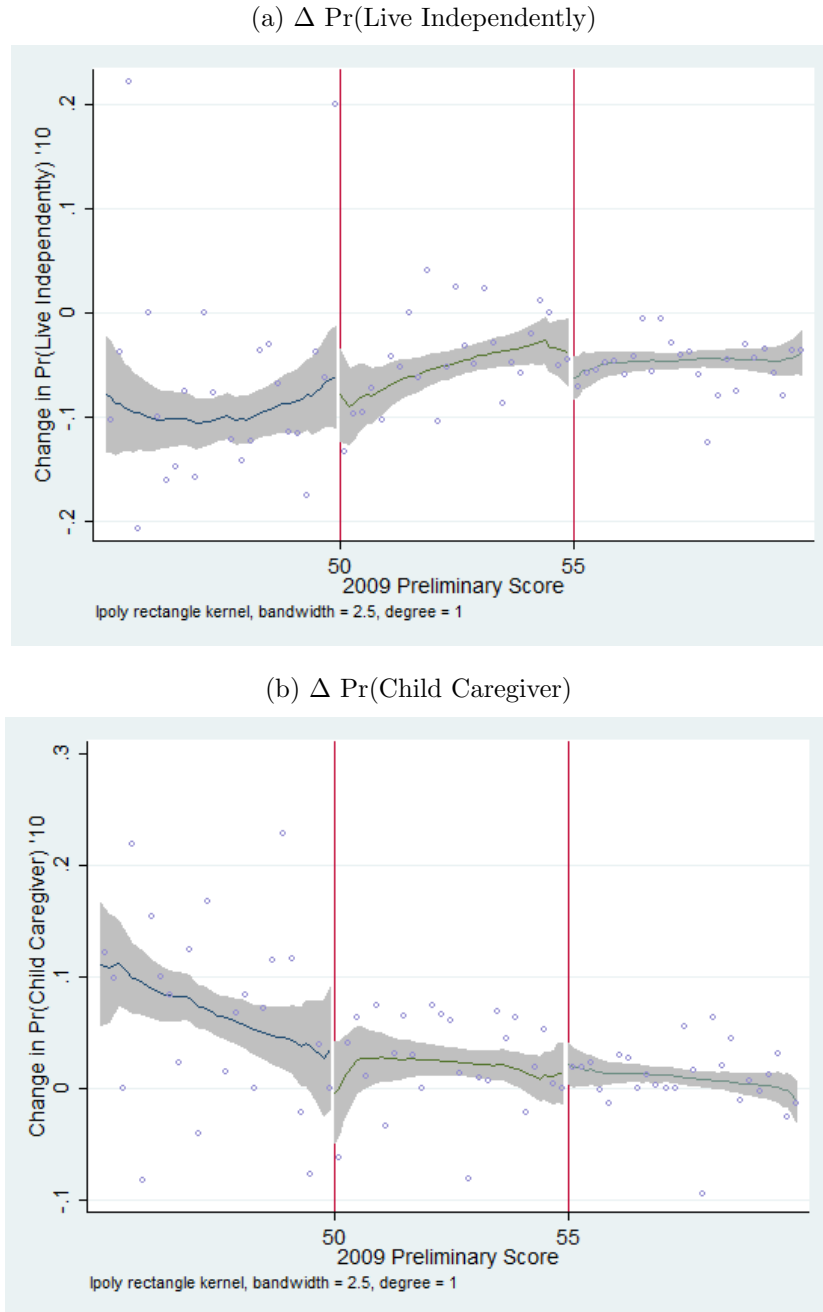 (a) Δ Pr(Live Independently)
Change in Pr(Live Independently) '10
.2
.1
0
-.1
-.2
50
55
2009 Preliminary Score
lpoly rectangle kernel, bandwidth = 2.5, degree = 1
(b) Δ Pr(Child Caregiver)
Change in Pr(Child Caregiver) '10
.3
.2
.1
0
-.1
50
55
2009 Preliminary Score
lpoly rectangle kernel, bandwidth = 2.5, degree = 1